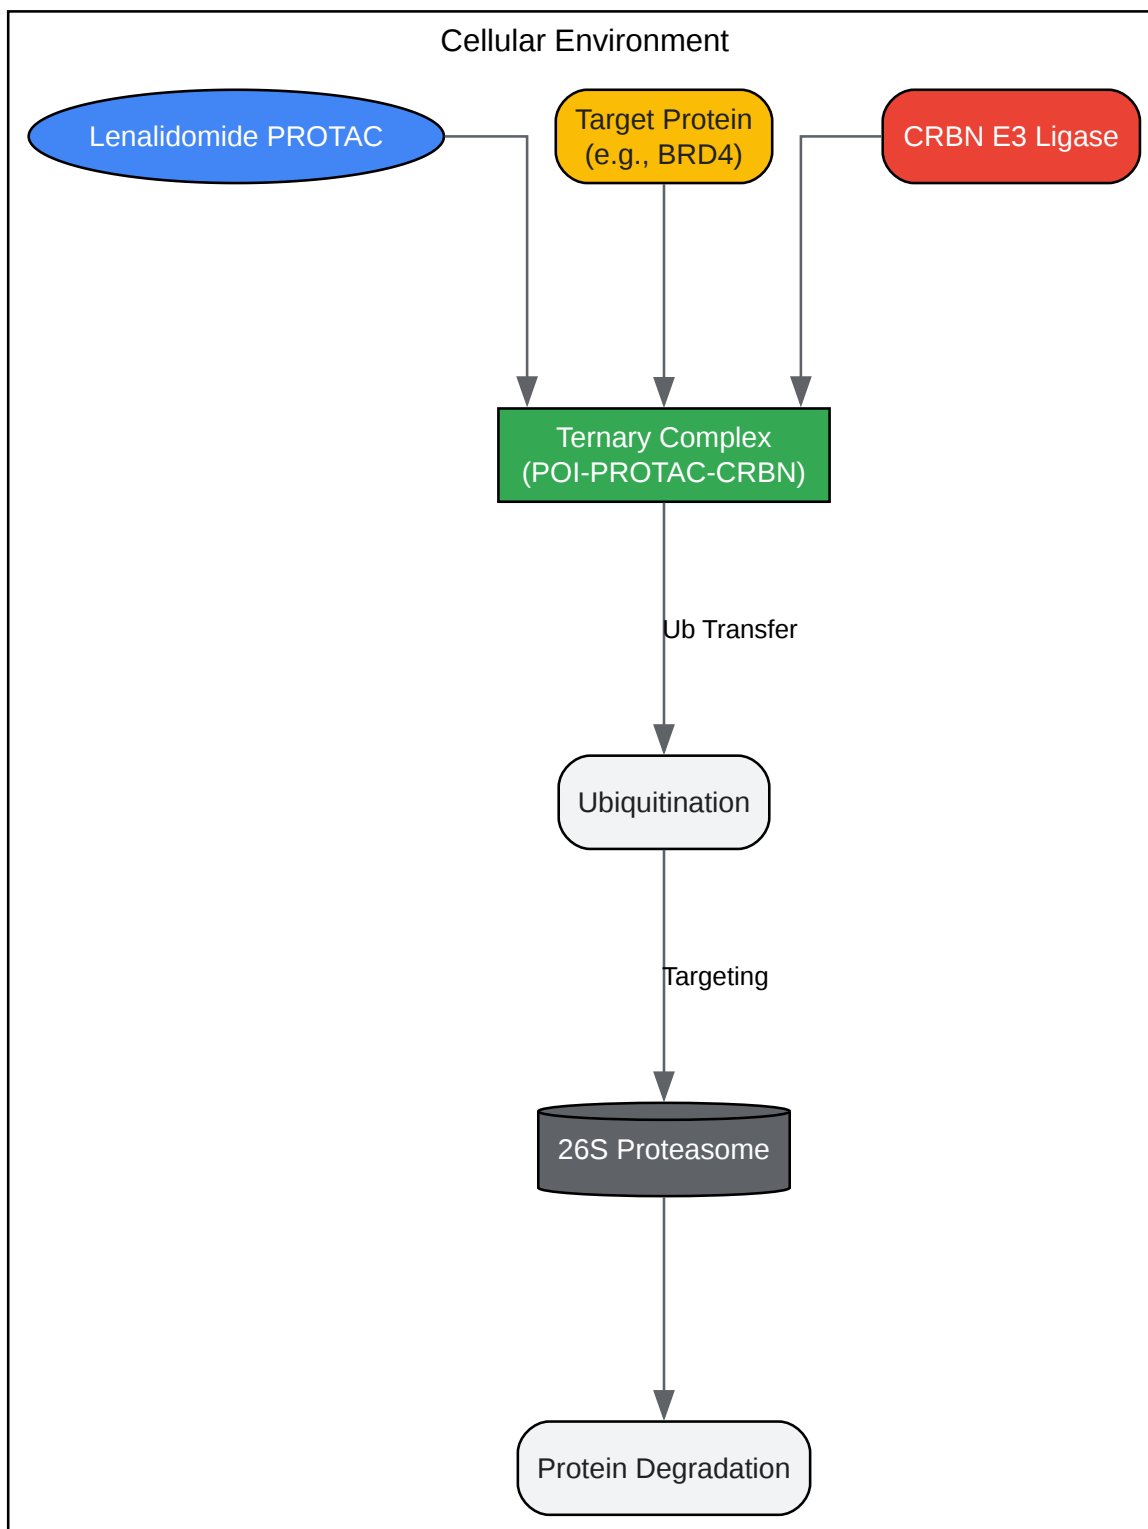 Cellular Environment
Lenalidomide PROTAC
Target Protein
(e.g., BRD4)
CRBN E3 Ligase
Ternary Complex
(POI-PROTAC-CRBN)
Ub Transfer
Ubiquitination
Targeting
26S Proteasome
Protein Degradation